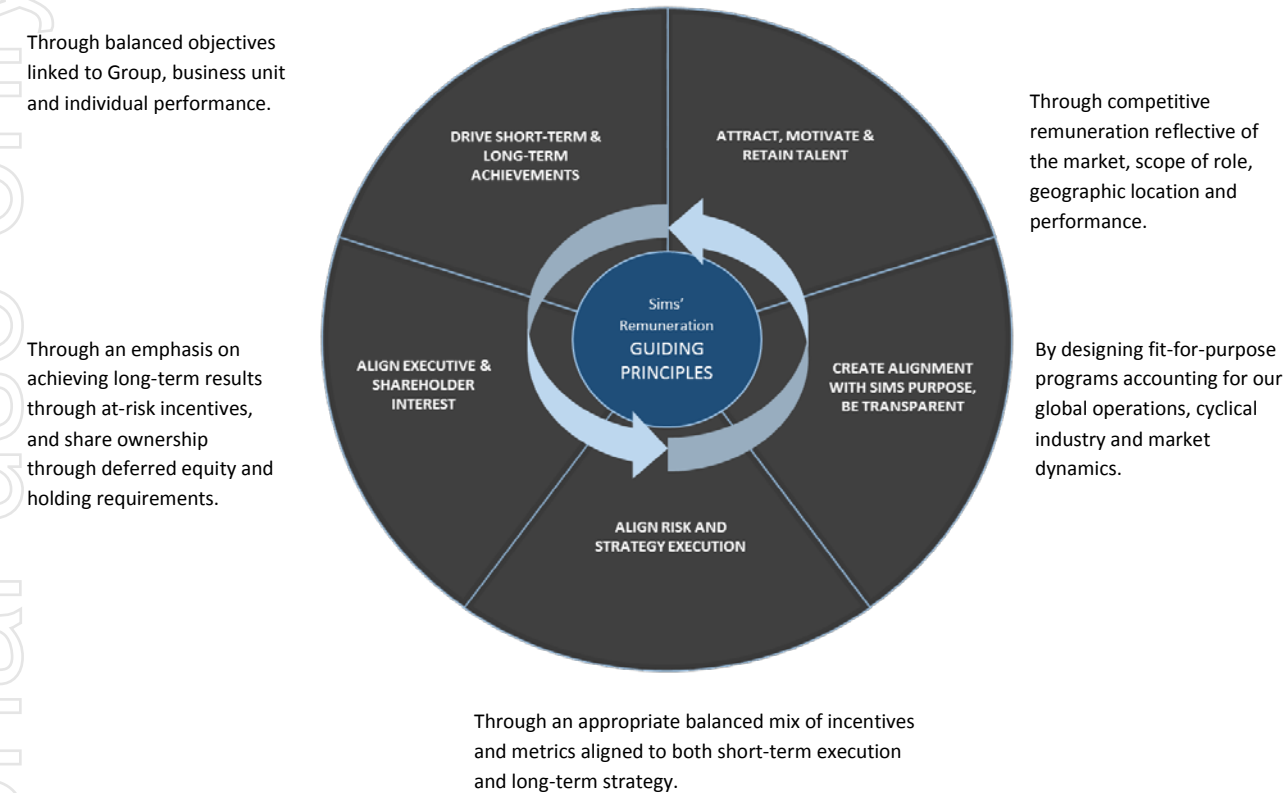 Through balanced objectives
linked to Group, business unit
and individual performance.
DRIVE SHORT-TERM &
LONG-TERM
ACHIEVEMENTS
ATTRACT, MOTIVATE &
RETAIN TALENT
Through competitive
remuneration reflective of
the market, scope of role,
geographic location and
performance.
Through an emphasis on
achieving long-term results
through at-risk incentives,
and share ownership
through deferred equity and
holding requirements.
ALIGN EXECUTIVE &
SHAREHOLDER
INTEREST
Sims'
Remuneration
GUIDING
PRINCIPLES
CREATE ALIGNMENT
WITH SIMS PURPOSE,
BE TRANSPARENT
By designing fit-for-purpose
programs accounting for our
global operations, cyclical
industry and market
dynamics.
ALIGN RISK AND
STRATEGY EXECUTION
Through an appropriate balanced mix of incentives
and metrics aligned to both short-term execution
and long-term strategy.